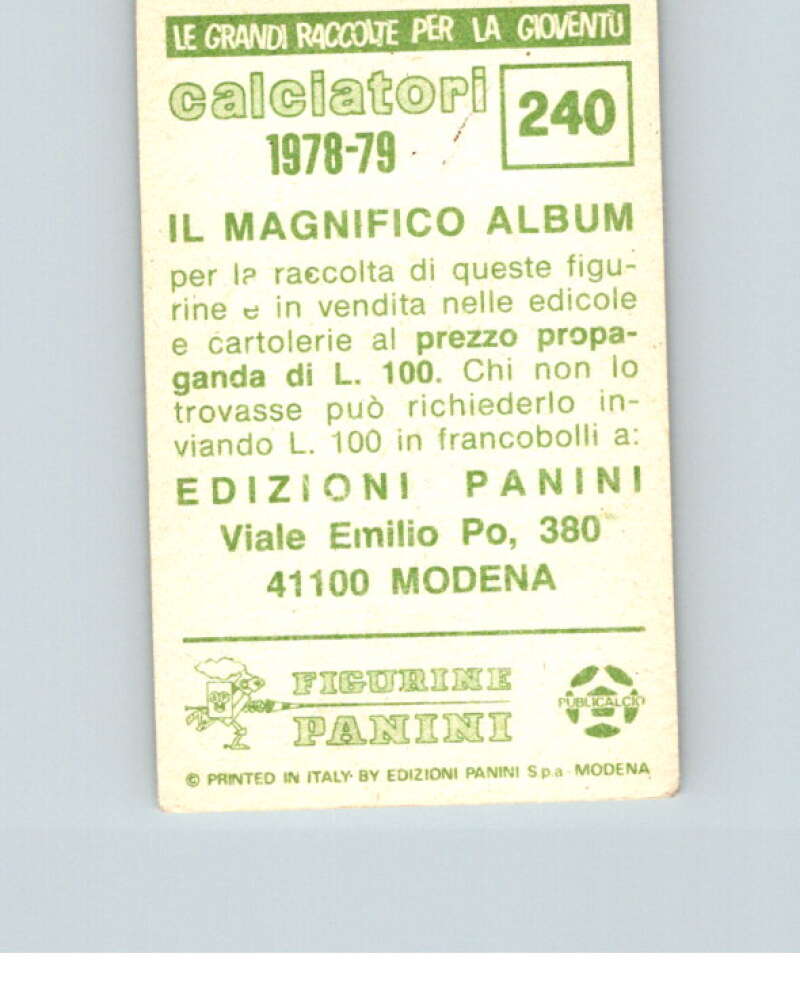 LE GRANDI RACCOLTE PER LA GIOVENTÙ
calciatori
1978-79
240
IL MAGNIFICO ALBUM
per la raccolta di queste figu-
rine è in vendita nelle edicole
e cartolerie al prezzo propa-
ganda di L. 100. Chi non lo
trovasse può richiederlo in-
viando L. 100 in francobolli a:
EDIZIONI PANINI
Viale Emilio Po, 380
41100 MODENA
FIGURINE
PANINI
PUBLICALCIO
© PRINTED IN ITALY· BY EDIZIONI PANINI S p.a - MODENA